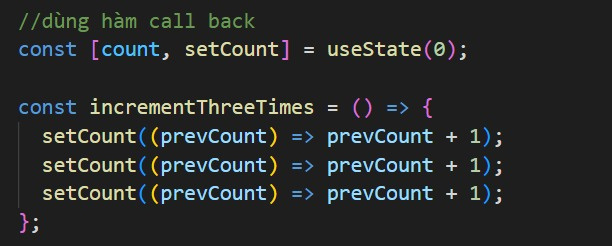 //dùng hàm call back
const [count, setCount] = useState(0);

const incrementThreeTimes = () => {
  setCount((prevCount) => prevCount + 1);
  setCount((prevCount) => prevCount + 1);
  setCount((prevCount) => prevCount + 1);
};